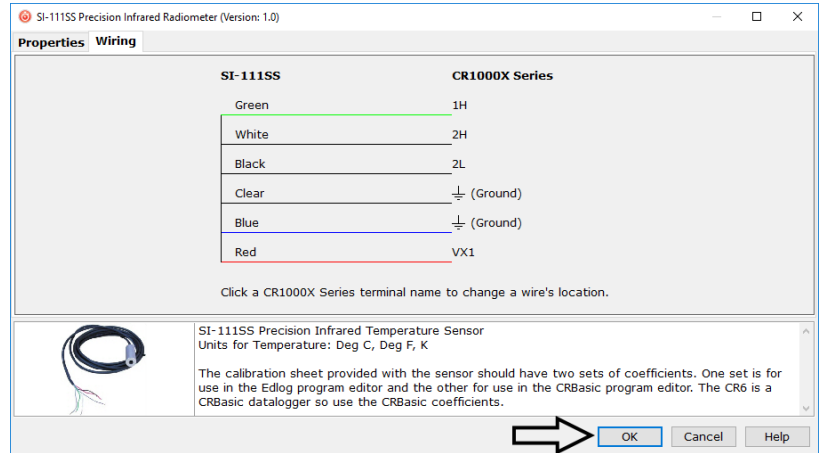 SI-111SS Precision Infrared Radiometer (Version: 1.0)
Properties Wiring
SI-111SS CR1000X Series
Green 1H
White 2H
Black 2L
Clear ⏚ (Ground)
Blue ⏚ (Ground)
Red VX1
Click a CR1000X Series terminal name to change a wire's location.
SI-111SS Precision Infrared Temperature Sensor
Units for Temperature: Deg C, Deg F, K
The calibration sheet provided with the sensor should have two sets of coefficients. One set is for
use in the Edlog program editor and the other for use in the CRBasic program editor. The CR6 is a
CRBasic datalogger so use the CRBasic coefficients.
OK Cancel Help